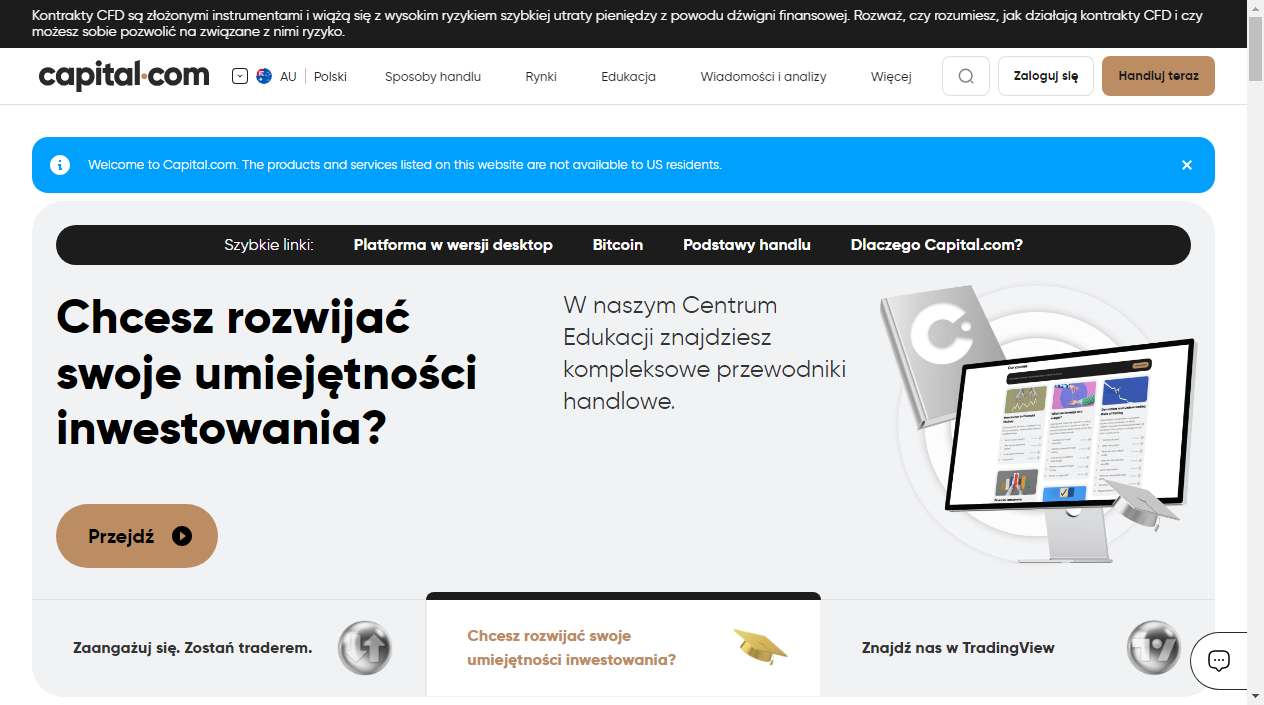 Kontrakty CFD są złożonymi instrumentami i wiążą się z wysokim ryzykiem szybkiej utraty pieniędzy z powodu dźwigni finansowej. Rozważ, czy rozumiesz, jak działają kontrakty CFD i czy
możesz sobie pozwolić na związane z nimi ryzyko.
capital.com
AU
Polski
Sposoby handlu
Rynki
Edukacja
Wiadomości i analizy
Więcej
Zaloguj się
Handluj teraz
Welcome to Capital.com. The products and services listed on this website are not available to US residents.
Szybkie linki:
Platforma w wersji desktop
Bitcoin
Podstawy handlu
Dlaczego Capital.com?
Chcesz rozwijać
swoje umiejętności
inwestowania?
W naszym Centrum
Edukacji znajdziesz
kompleksowe przewodniki
handlowe.
Przejdź
Zaangażuj się. Zostań traderem.
Chcesz rozwijać swoje
umiejętności inwestowania?
Znajdź nas w TradingView